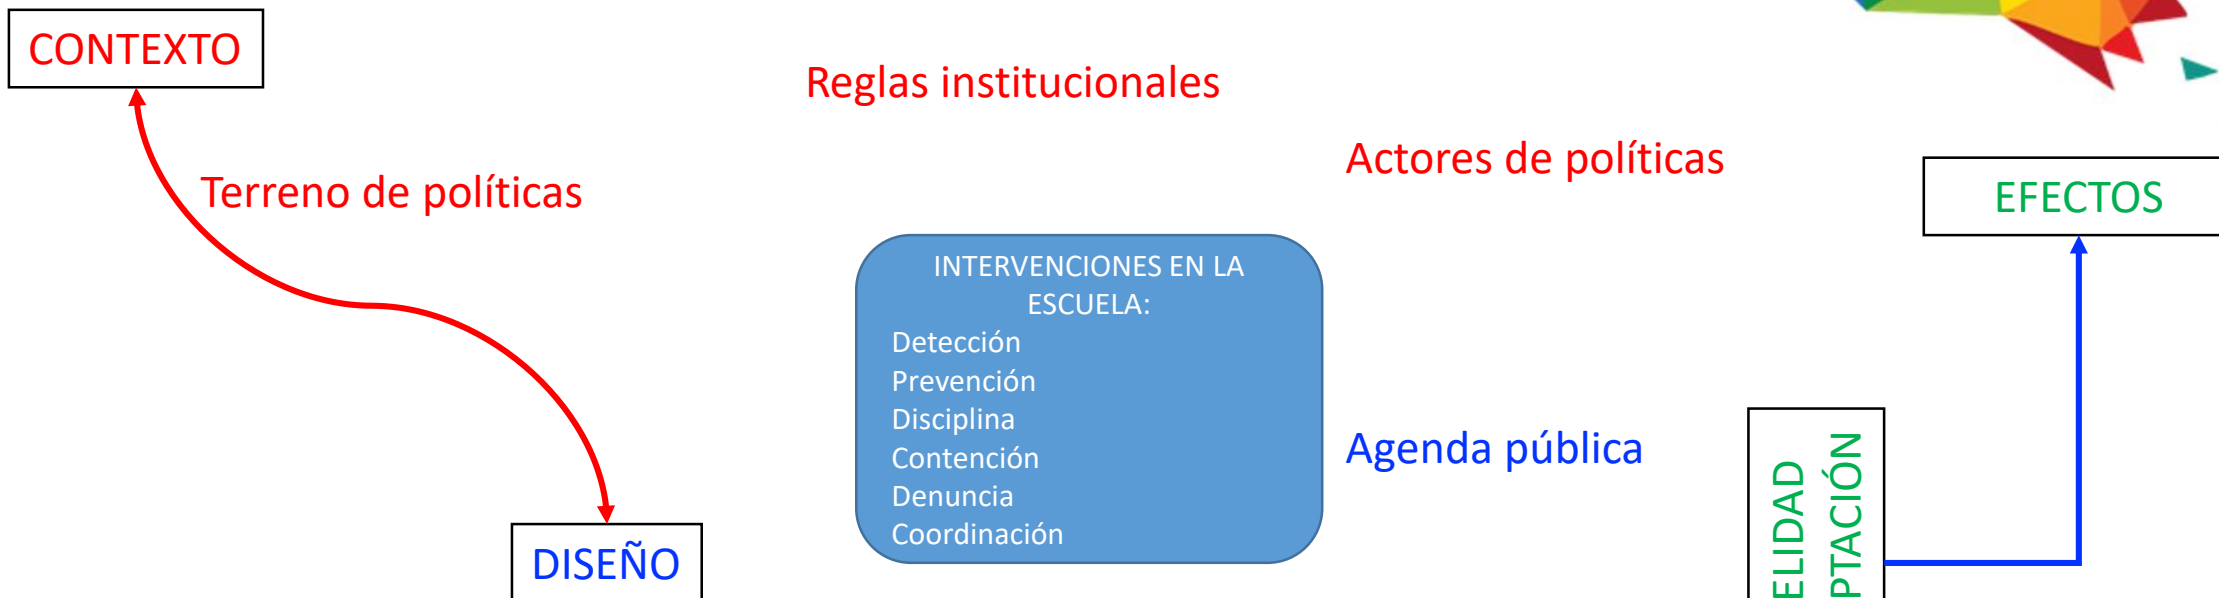 CONTEXTO
Reglas institucionales
Actores de políticas
Terreno de políticas
EFECTOS
INTERVENCIONES EN LA
ESCUELA:
Detección
Prevención
Disciplina
Contención
Denuncia
Coordinación
Agenda pública
DISEÑO